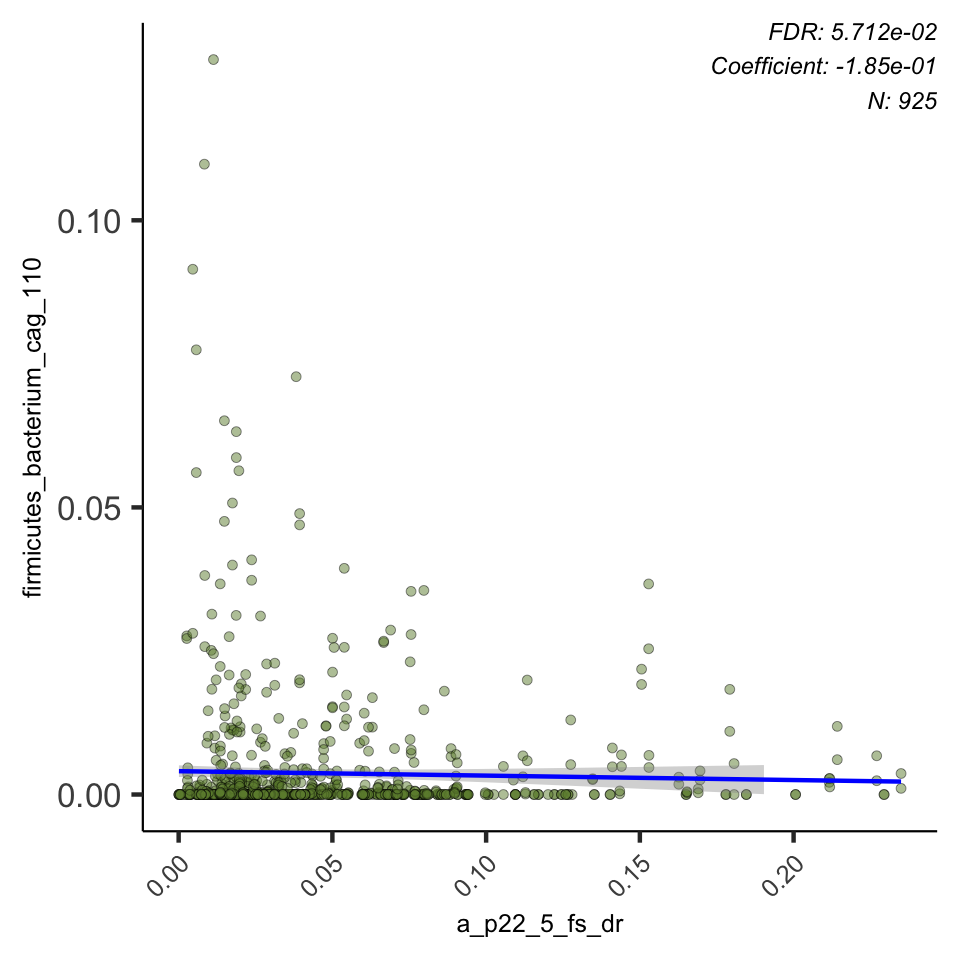 FDR: 5.712e-02
Coefficient: -1.85e-01
N: 925
firmicutes_bacterium_cag_110
0.10
0.05
0.00
0.00 0.05 0.10 0.15 0.20
a_p22_5_fs_dr